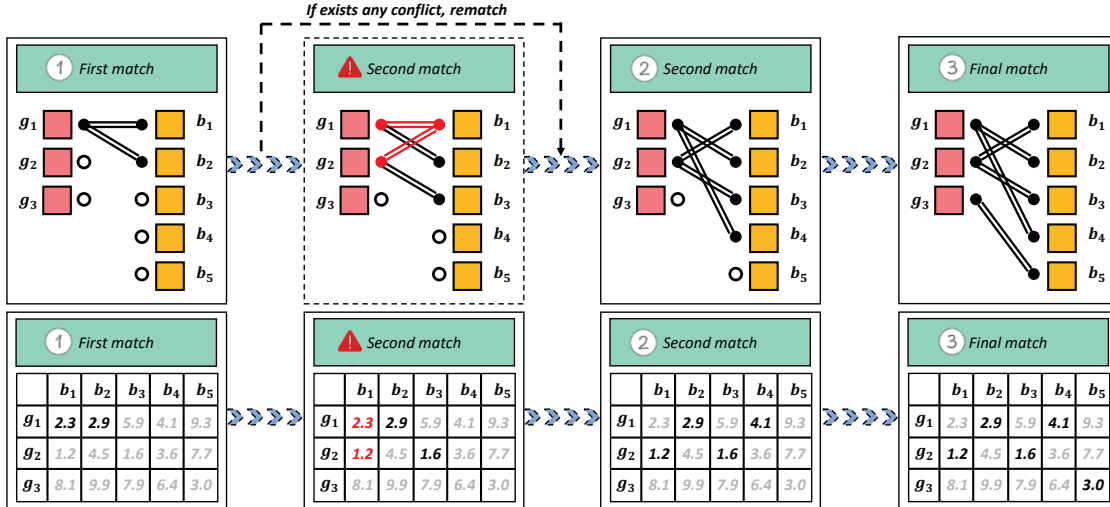 If exists any conflict, rematch
1 First match
g1 b1
g2 b2
g3 b3
b4
b5
! Second match
g1 b1
g2 b2
g3 b3
b4
b5
2 Second match
g1 b1
g2 b2
g3 b3
b4
b5
3 Final match
g1 b1
g2 b2
g3 b3
b4
b5
1 First match
b1 b2 b3 b4 b5
g1 2.3 2.9 5.9 4.1 9.3
g2 1.2 4.5 1.6 3.6 7.7
g3 8.1 9.9 7.9 6.4 3.0
! Second match
b1 b2 b3 b4 b5
g1 2.3 2.9 5.9 4.1 9.3
g2 1.2 4.5 1.6 3.6 7.7
g3 8.1 9.9 7.9 6.4 3.0
2 Second match
b1 b2 b3 b4 b5
g1 2.3 2.9 5.9 4.1 9.3
g2 1.2 4.5 1.6 3.6 7.7
g3 8.1 9.9 7.9 6.4 3.0
3 Final match
b1 b2 b3 b4 b5
g1 2.3 2.9 5.9 4.1 9.3
g2 1.2 4.5 1.6 3.6 7.7
g3 8.1 9.9 7.9 6.4 3.0